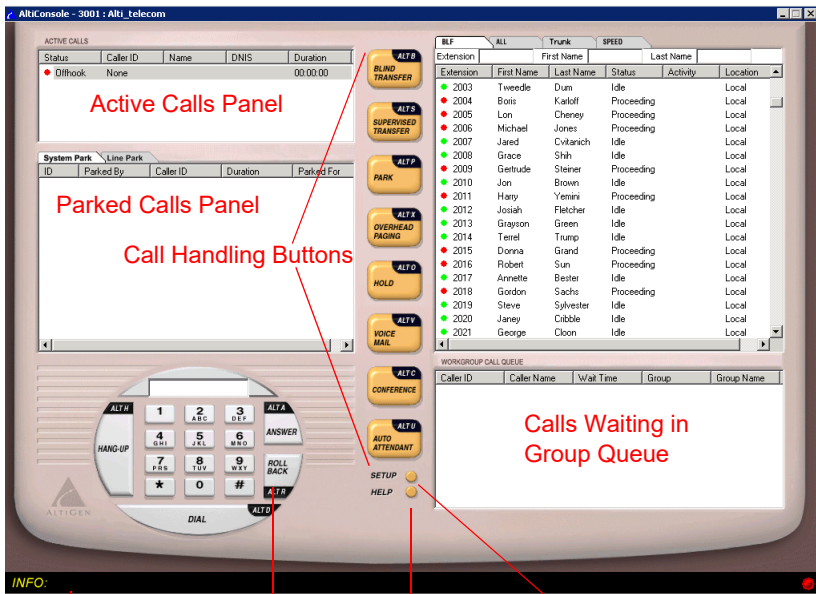 AltiConsole - 3001 : Alti_telecom
ACTIVE CALLS
Status Caller ID Name DNIS Duration
Offhook None 00:00:00
Active Calls Panel
System Park Line Park
ID Parked By Caller ID Duration Parked For
Parked Calls Panel
Call Handling Buttons
ALT B
BLIND
TRANSFER
ALT S
SUPERVISED
TRANSFER
ALT P
PARK
ALT X
OVERHEAD
PAGING
ALT O
HOLD
ALT V
VOICE
MAIL
ALT C
CONFERENCE
ALT U
AUTO
ATTENDANT
SETUP
HELP
BLF ALL Trunk SPEED
Extension First Name Last Name
Extension First Name Last Name Status Activity Location
2003 Tweedle Dum Idle Local
2004 Boris Karloff Proceeding Local
2005 Lon Cheney Proceeding Local
2006 Michael Jones Proceeding Local
2007 Jared Cvitanich Idle Local
2008 Grace Shih Idle Local
2009 Gertrude Steiner Proceeding Local
2010 Jon Brown Idle Local
2011 Harry Yemini Proceeding Local
2012 Josiah Fletcher Idle Local
2013 Grayson Green Idle Local
2014 Terrel Trump Idle Local
2015 Donna Grand Proceeding Local
2016 Robert Sun Proceeding Local
2017 Annette Bester Idle Local
2018 Gordon Sachs Proceeding Local
2019 Steve Sylvester Idle Local
2020 Janey Cribble Idle Local
2021 George Cloon Idle Local
WORKGROUP CALL QUEUE
Caller ID Caller Name Wait Time Group Group Name
Calls Waiting in
Group Queue
ALT H
HANG-UP
1 2 ABC 3 DEF
4 GHI 5 JKL 6 MNO
7 PRS 8 TUV 9 WXY
* 0 #
ALT A
ANSWER
ROLL
BACK
ALT R
DIAL
ALT D
ALTIGEN
INFO: